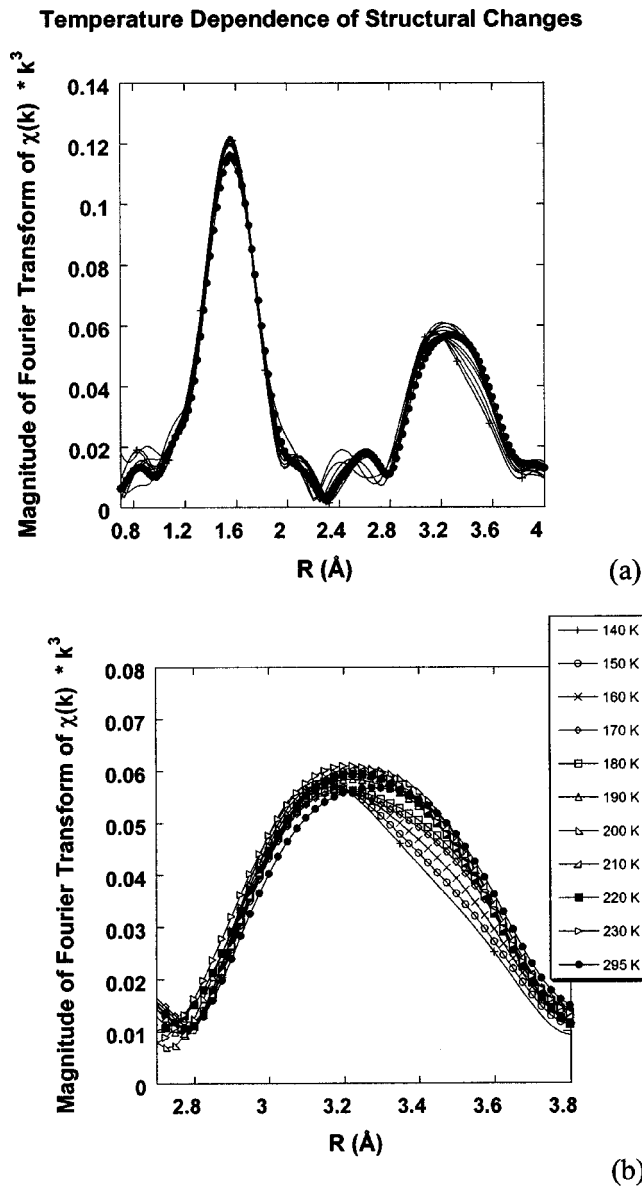 Temperature Dependence of Structural Changes
Magnitude of Fourier Transform of χ(k) * k³
0.14
0.12
0.1
0.08
0.06
0.04
0.02
0
0.8 1.2 1.6 2 2.4 2.8 3.2 3.6 4
R (Å)
(a)
Magnitude of Fourier Transform of χ(k) * k³
0.08
0.07
0.06
0.05
0.04
0.03
0.02
0.01
0
2.8 3 3.2 3.4 3.6 3.8
R (Å)
140 K
150 K
160 K
170 K
180 K
190 K
200 K
210 K
220 K
230 K
295 K
(b)